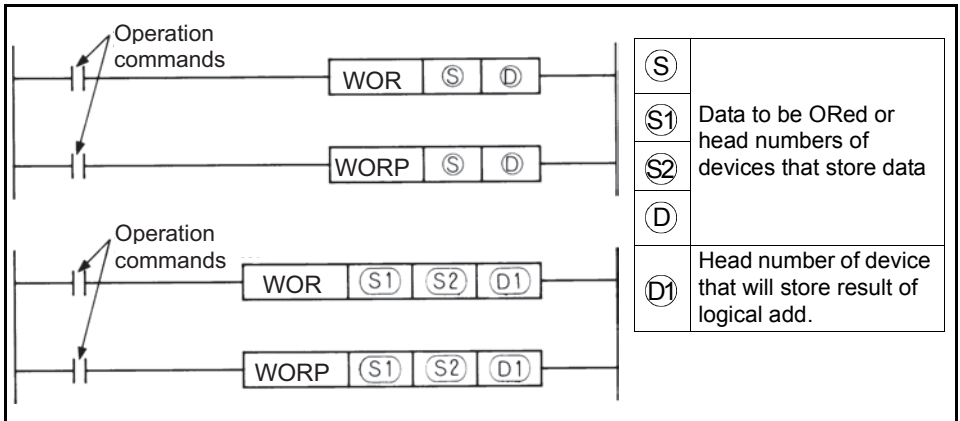 Operation
commands
WOR Ⓢ Ⓓ
WORP Ⓢ Ⓓ
Operation
commands
WOR S1 S2 D1
WORP S1 S2 D1
Ⓢ
S1
S2
Ⓓ
Data to be ORed or
head numbers of
devices that store data
D1
Head number of device
that will store result of
logical add.